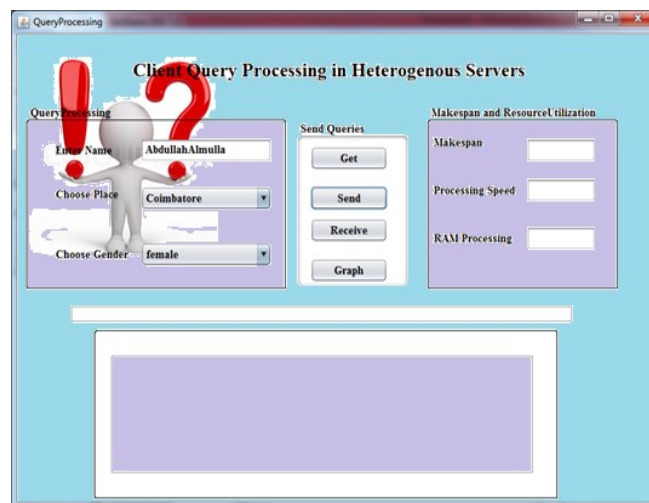 QueryProcessing
Client Query Processing in Heterogenous Servers
QueryProcessing
Enter Name AbdullahAlmulla
Choose Place Coimbatore
Choose Gender female
Send Queries
Get
Send
Receive
Graph
Makespan and ResourceUtilization
Makespan
Processing Speed
RAM Processing